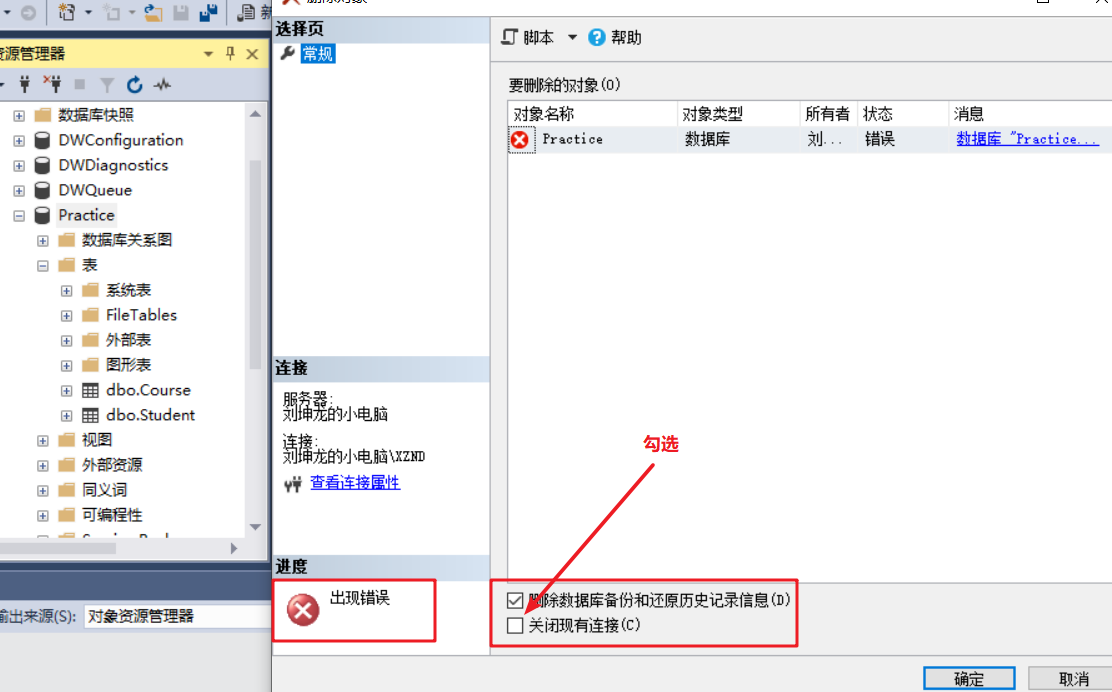 删除对象
新
资源管理器
数据库快照
DWConfiguration
DWDiagnostics
DWQueue
Practice
数据库关系图
表
系统表
FileTables
外部表
图形表
dbo.Course
dbo.Student
视图
外部资源
同义词
可编程性
输出来源(S): 对象资源管理器
选择页
常规
连接
服务器:
刘坤龙的小电脑
连接:
刘坤龙的小电脑\XZND
查看连接属性
进度
出现错误
脚本 帮助
要删除的对象(O)
对象名称 对象类型 所有者 状态 消息
Practice 数据库 刘... 错误 数据库 "Practice...
勾选
删除数据库备份和还原历史记录信息(D)
关闭现有连接(C)
确定 取消